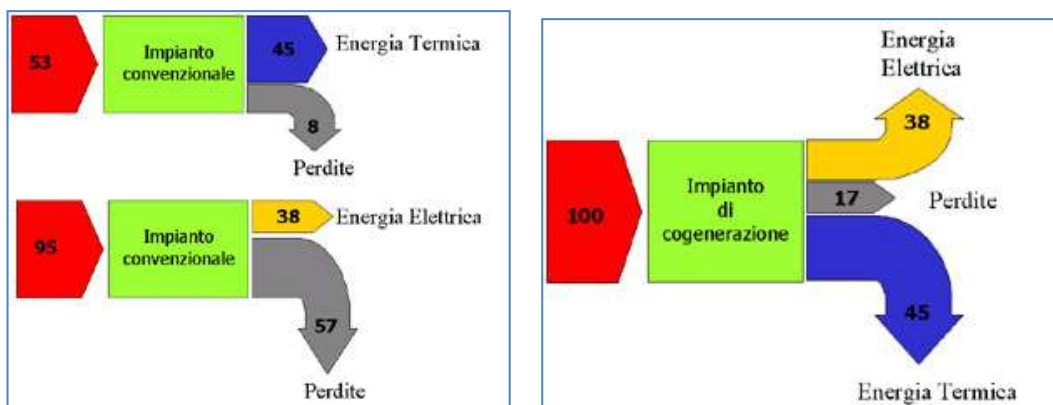 53
Impianto
convenzionale
45
Energia Termica
8
Perdite
95
Impianto
convenzionale
38
Energia Elettrica
57
Perdite
100
Impianto
di
cogenerazione
Energia
Elettrica
38
17
Perdite
45
Energia Termica